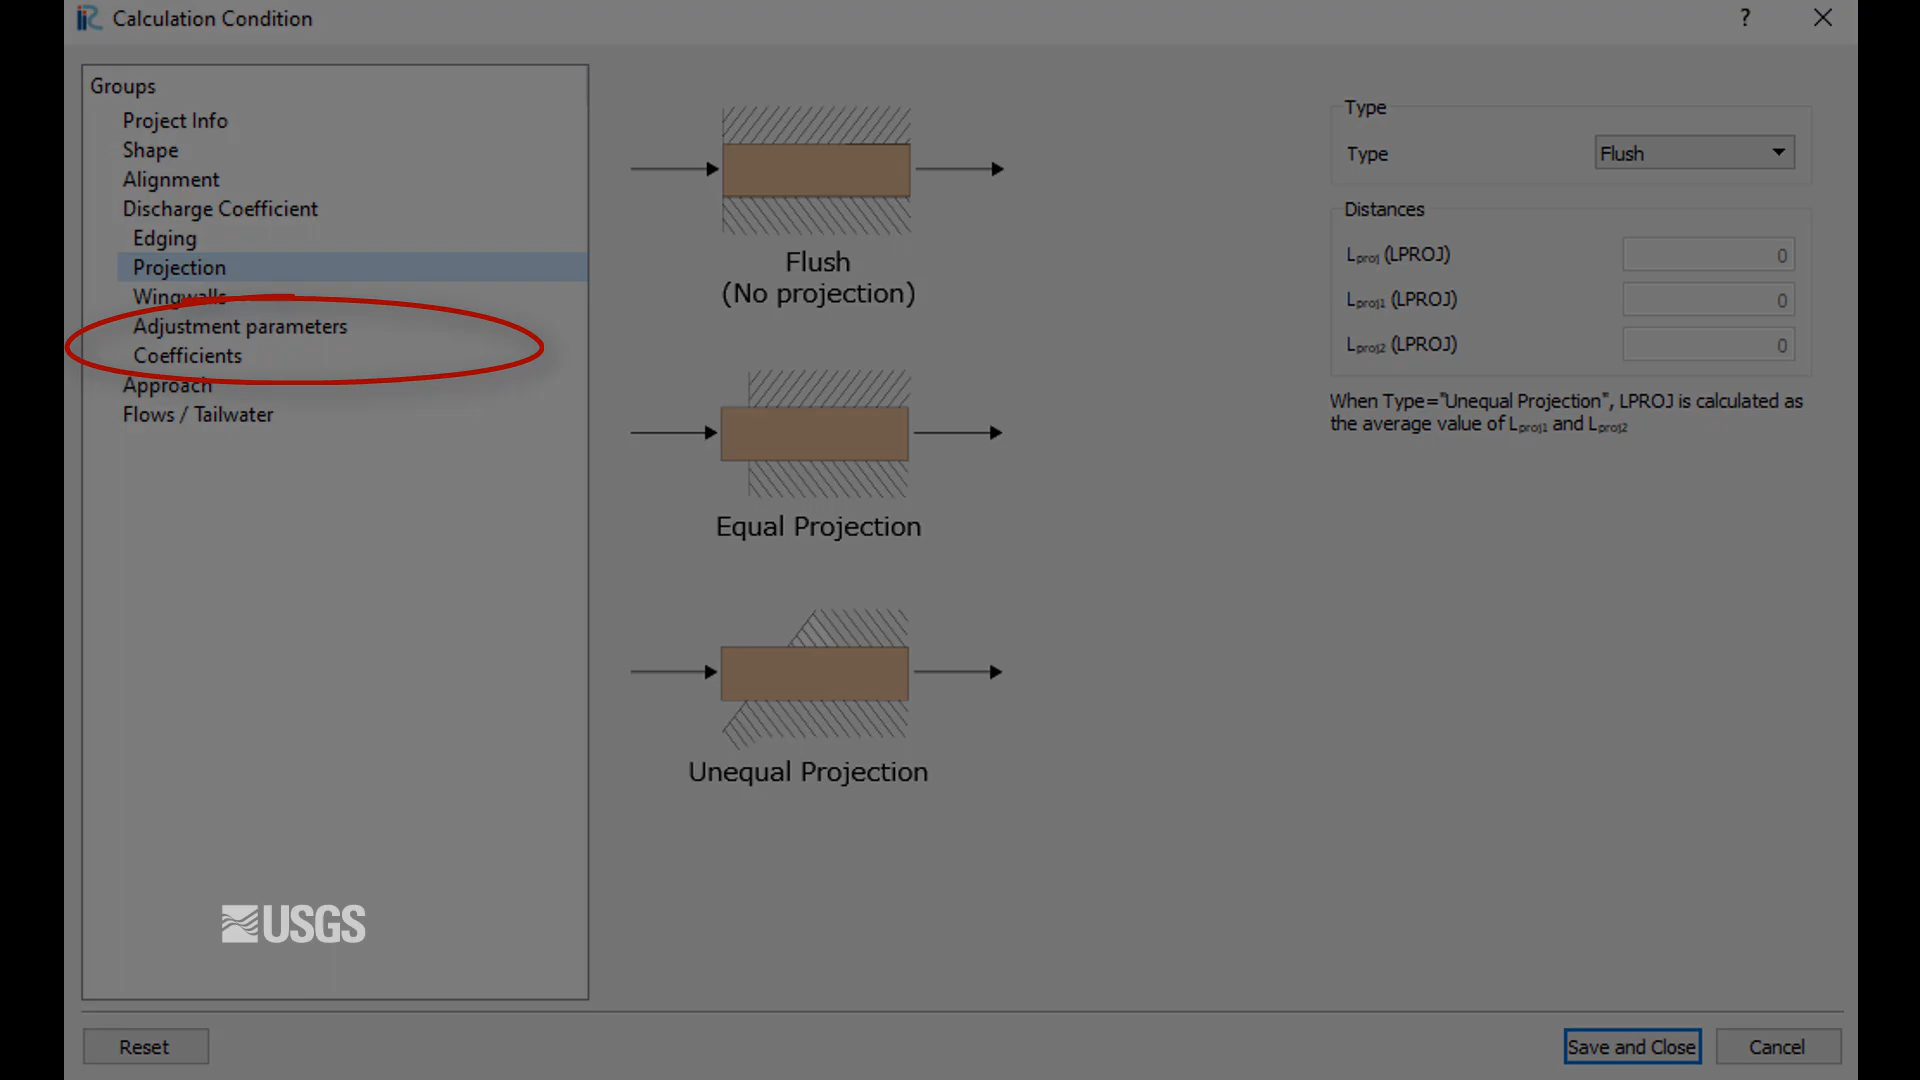 Calculation Condition
?
Groups
Project Info
Shape
Alignment
Discharge Coefficient
Edging
Projection
Wingwalls
Adjustment parameters
Coefficients
Approach
Flows / Tailwater
Flush
(No projection)
Equal Projection
Unequal Projection
Type
Type
Flush
Distances
Lproj (LPROJ)
0
Lproj1 (LPROJ)
0
Lproj2 (LPROJ)
0
When Type="Unequal Projection", LPROJ is calculated as
the average value of Lproj1 and Lproj2
USGS
Reset
Save and Close
Cancel